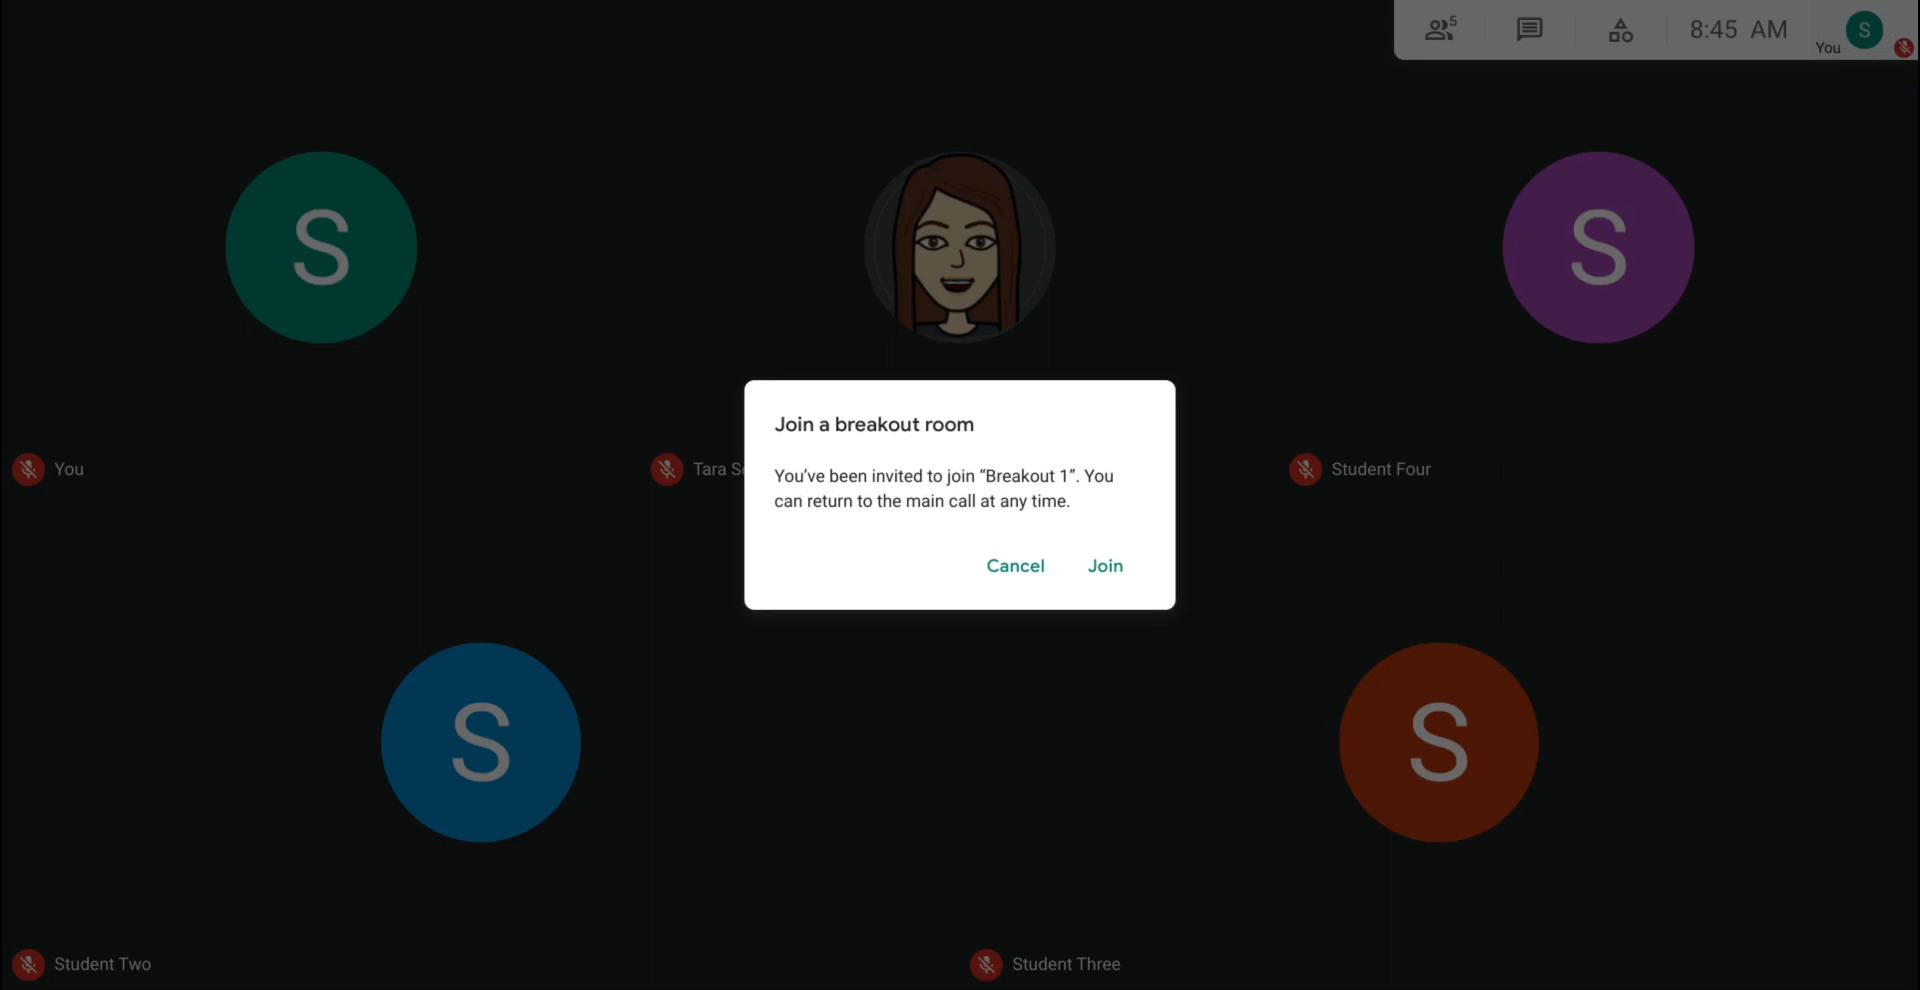 5
8:45 AM
You
S
S
S
You
Tara
Student Four
Join a breakout room
You've been invited to join “Breakout 1”. You
can return to the main call at any time.
Cancel
Join
S
S
Student Two
Student Three